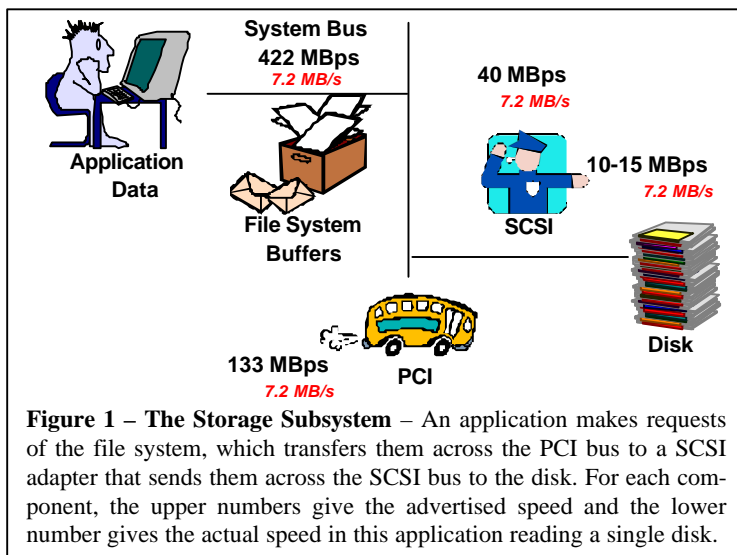 System Bus
422 MBps
7.2 MB/s
Application
Data
File System
Buffers
40 MBps
7.2 MB/s
SCSI
10-15 MBps
7.2 MB/s
Disk
133 MBps
7.2 MB/s
PCI
Figure 1 – The Storage Subsystem – An application makes requests
of the file system, which transfers them across the PCI bus to a SCSI
adapter that sends them across the SCSI bus to the disk. For each com-
ponent, the upper numbers give the advertised speed and the lower
number gives the actual speed in this application reading a single disk.